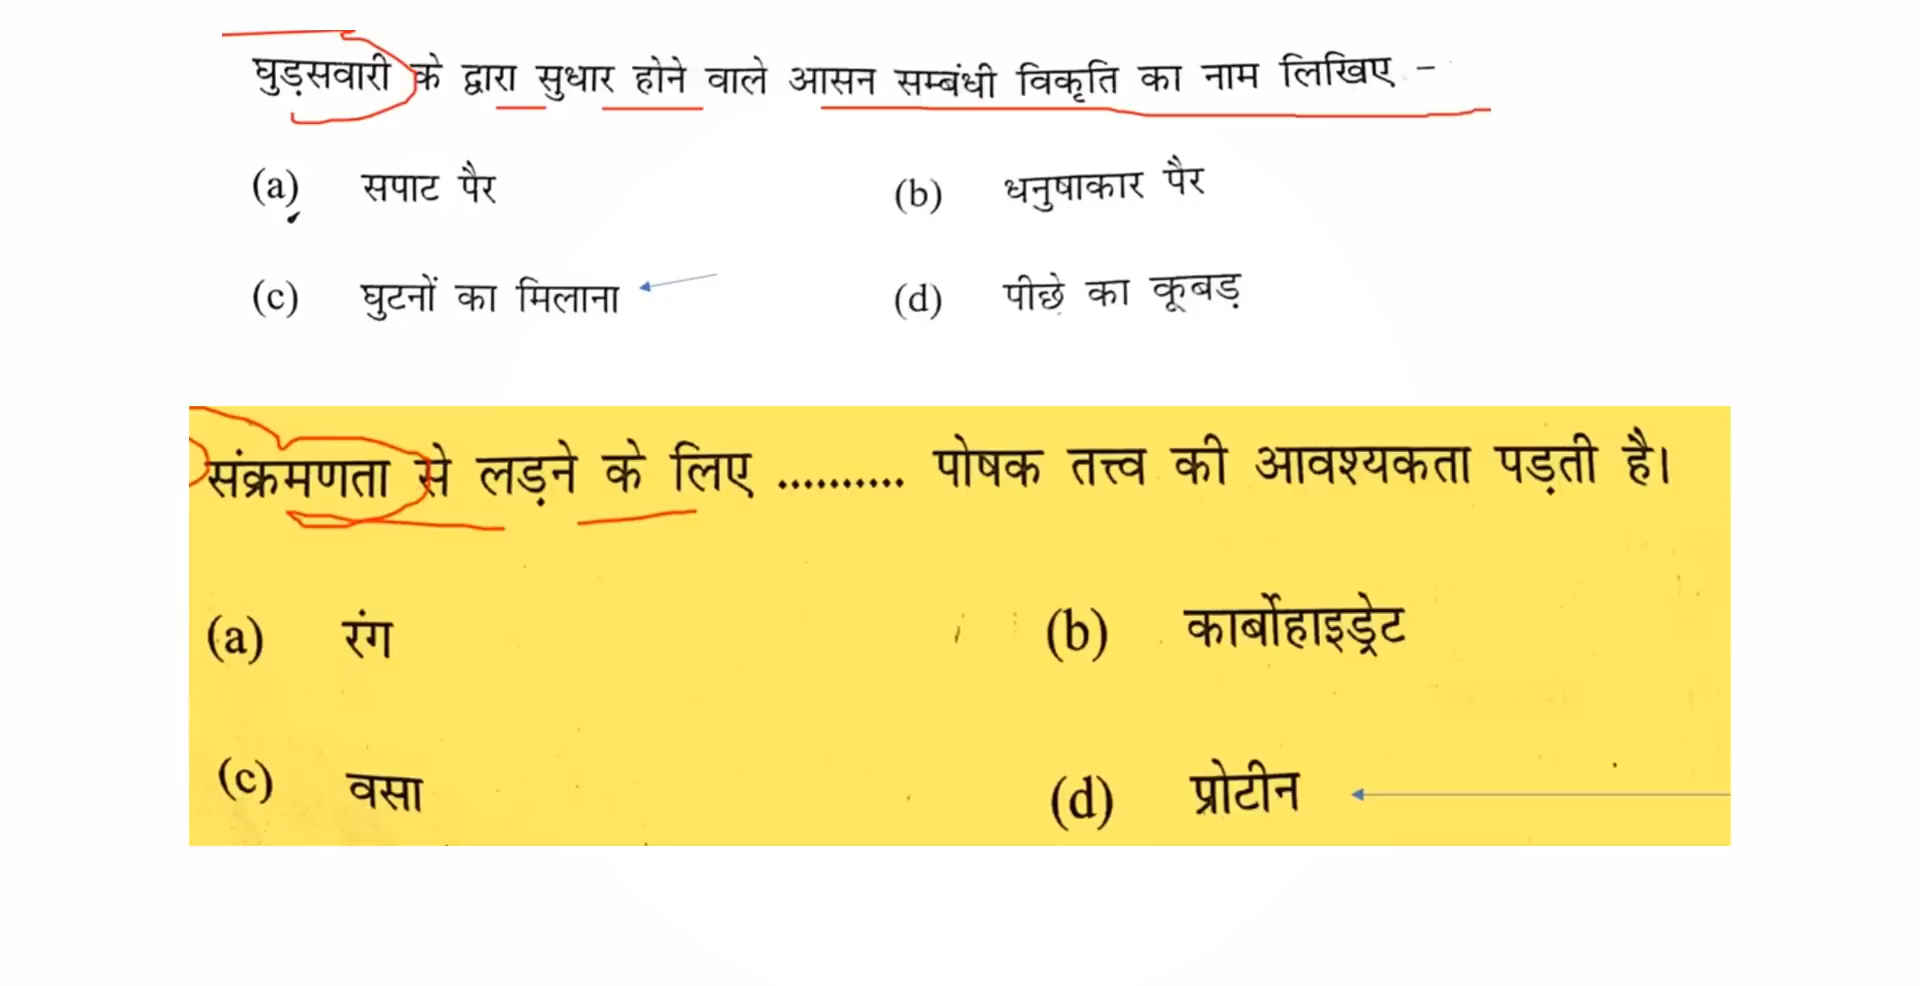 घुड़सवारी के द्वारा सुधार होने वाले आसन सम्बंधी विकृति का नाम लिखिए –
(a) सपाट पैर (b) धनुषाकार पैर
(c) घुटनों का मिलाना (d) पीछे का कूबड़
संक्रमणता से लड़ने के लिए .......... पोषक तत्त्व की आवश्यकता पड़ती है।
(a) रंग (b) कार्बोहाइड्रेट
(c) वसा (d) प्रोटीन